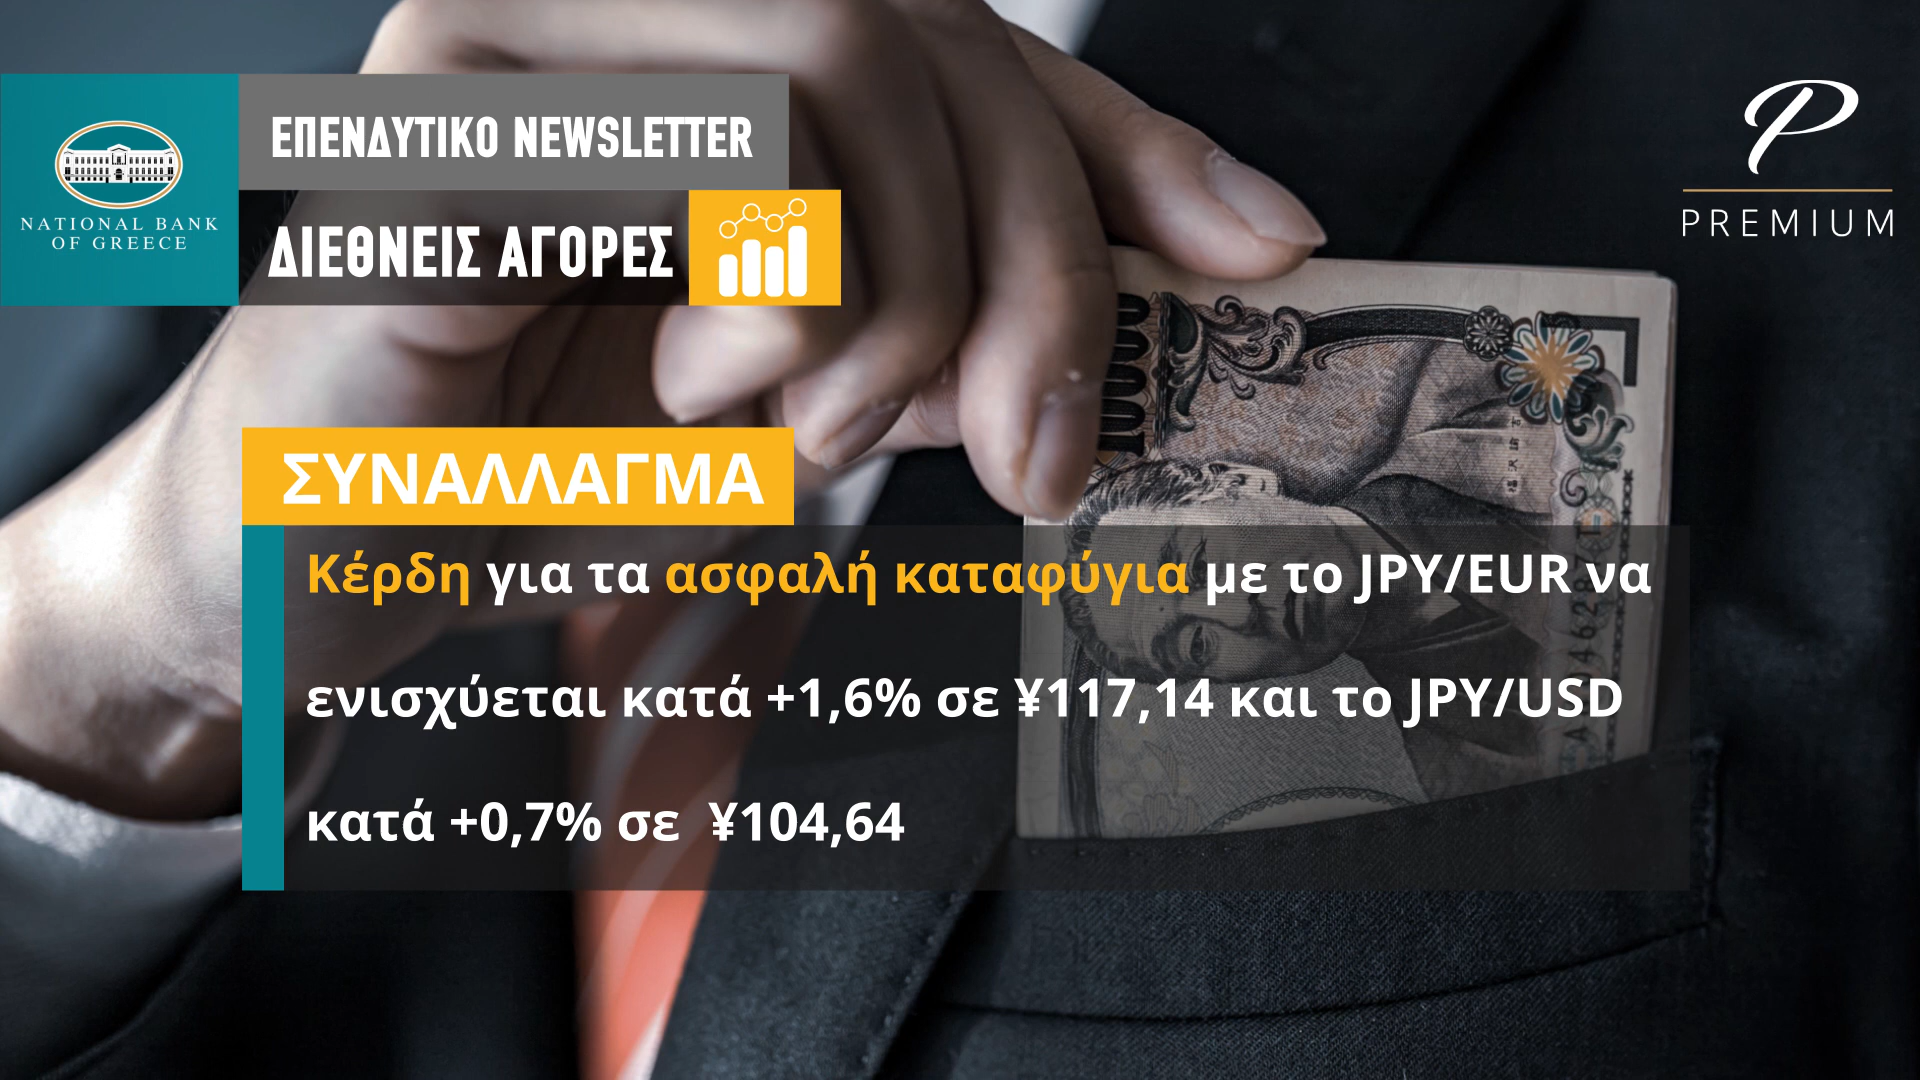 ΕΠΕΝΔΥΤΙΚΟ NEWSLETTER
NATIONAL BANK
OF GREECE
ΔΙΕΘΝΕΙΣ ΑΓΟΡΕΣ
P
PREMIUM
10000
ΣΥΝΑΛΛΑΓΜΑ
Κέρδη για τα ασφαλή καταφύγια με το JPY/EUR να
ενισχύεται κατά +1,6% σε ¥117,14 και το JPY/USD
κατά +0,7% σε ¥104,64